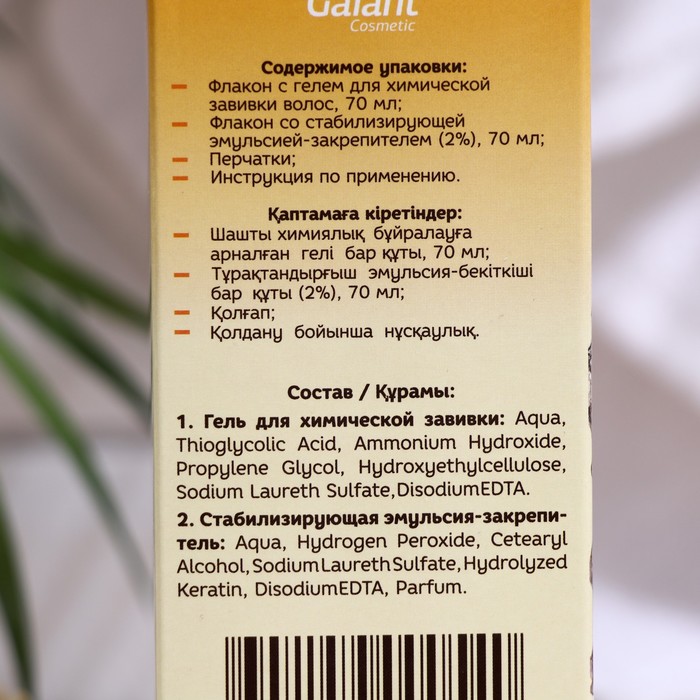 Galant
Cosmetic
Содержимое упаковки:
– Флакон с гелем для химической
завивки волос, 70 мл;
– Флакон со стабилизирующей
эмульсией-закрепителем (2%), 70 мл;
– Перчатки;
– Инструкция по применению.
Қаптамаға кіретіндер:
– Шашты химиялық бұйралауға
арналған гелі бар құты, 70 мл;
– Тұрақтандырғыш эмульсия-бекіткіші
бар құты (2%), 70 мл;
– Қолғап;
– Қолдану бойынша нұсқаулық.
Состав / Құрамы:
1. Гель для химической завивки: Aqua,
Thioglycolic Acid, Ammonium Hydroxide,
Propylene Glycol, Hydroxyethylcellulose,
Sodium Laureth Sulfate, Disodium EDTA.
2. Стабилизирующая эмульсия-закрепи-
тель: Aqua, Hydrogen Peroxide, Cetearyl
Alcohol, Sodium Laureth Sulfate, Hydrolyzed
Keratin, Disodium EDTA, Parfum.